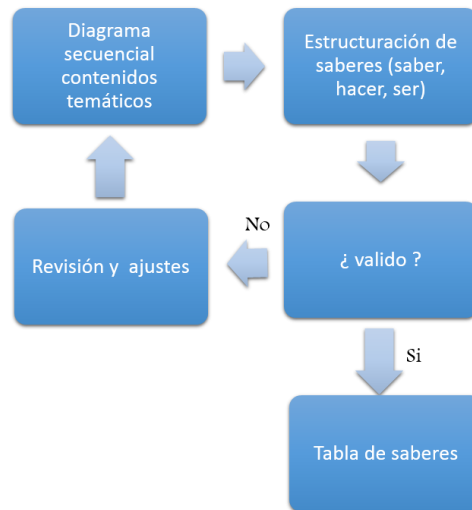 Diagrama
secuencial
contenidos
temáticos
Estructuración de
saberes (saber,
hacer, ser)
No
Revisión y ajustes
¿ valido ?
Si
Tabla de saberes